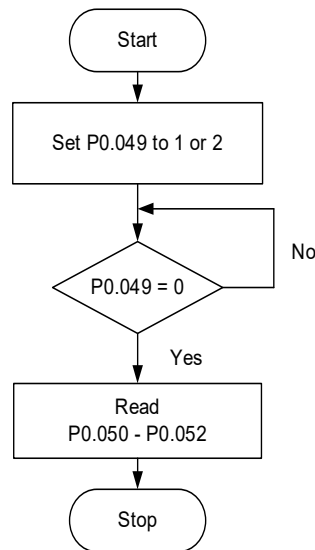 Start
Set P0.049 to 1 or 2
No
P0.049 = 0
Yes
Read
P0.050 - P0.052
Stop